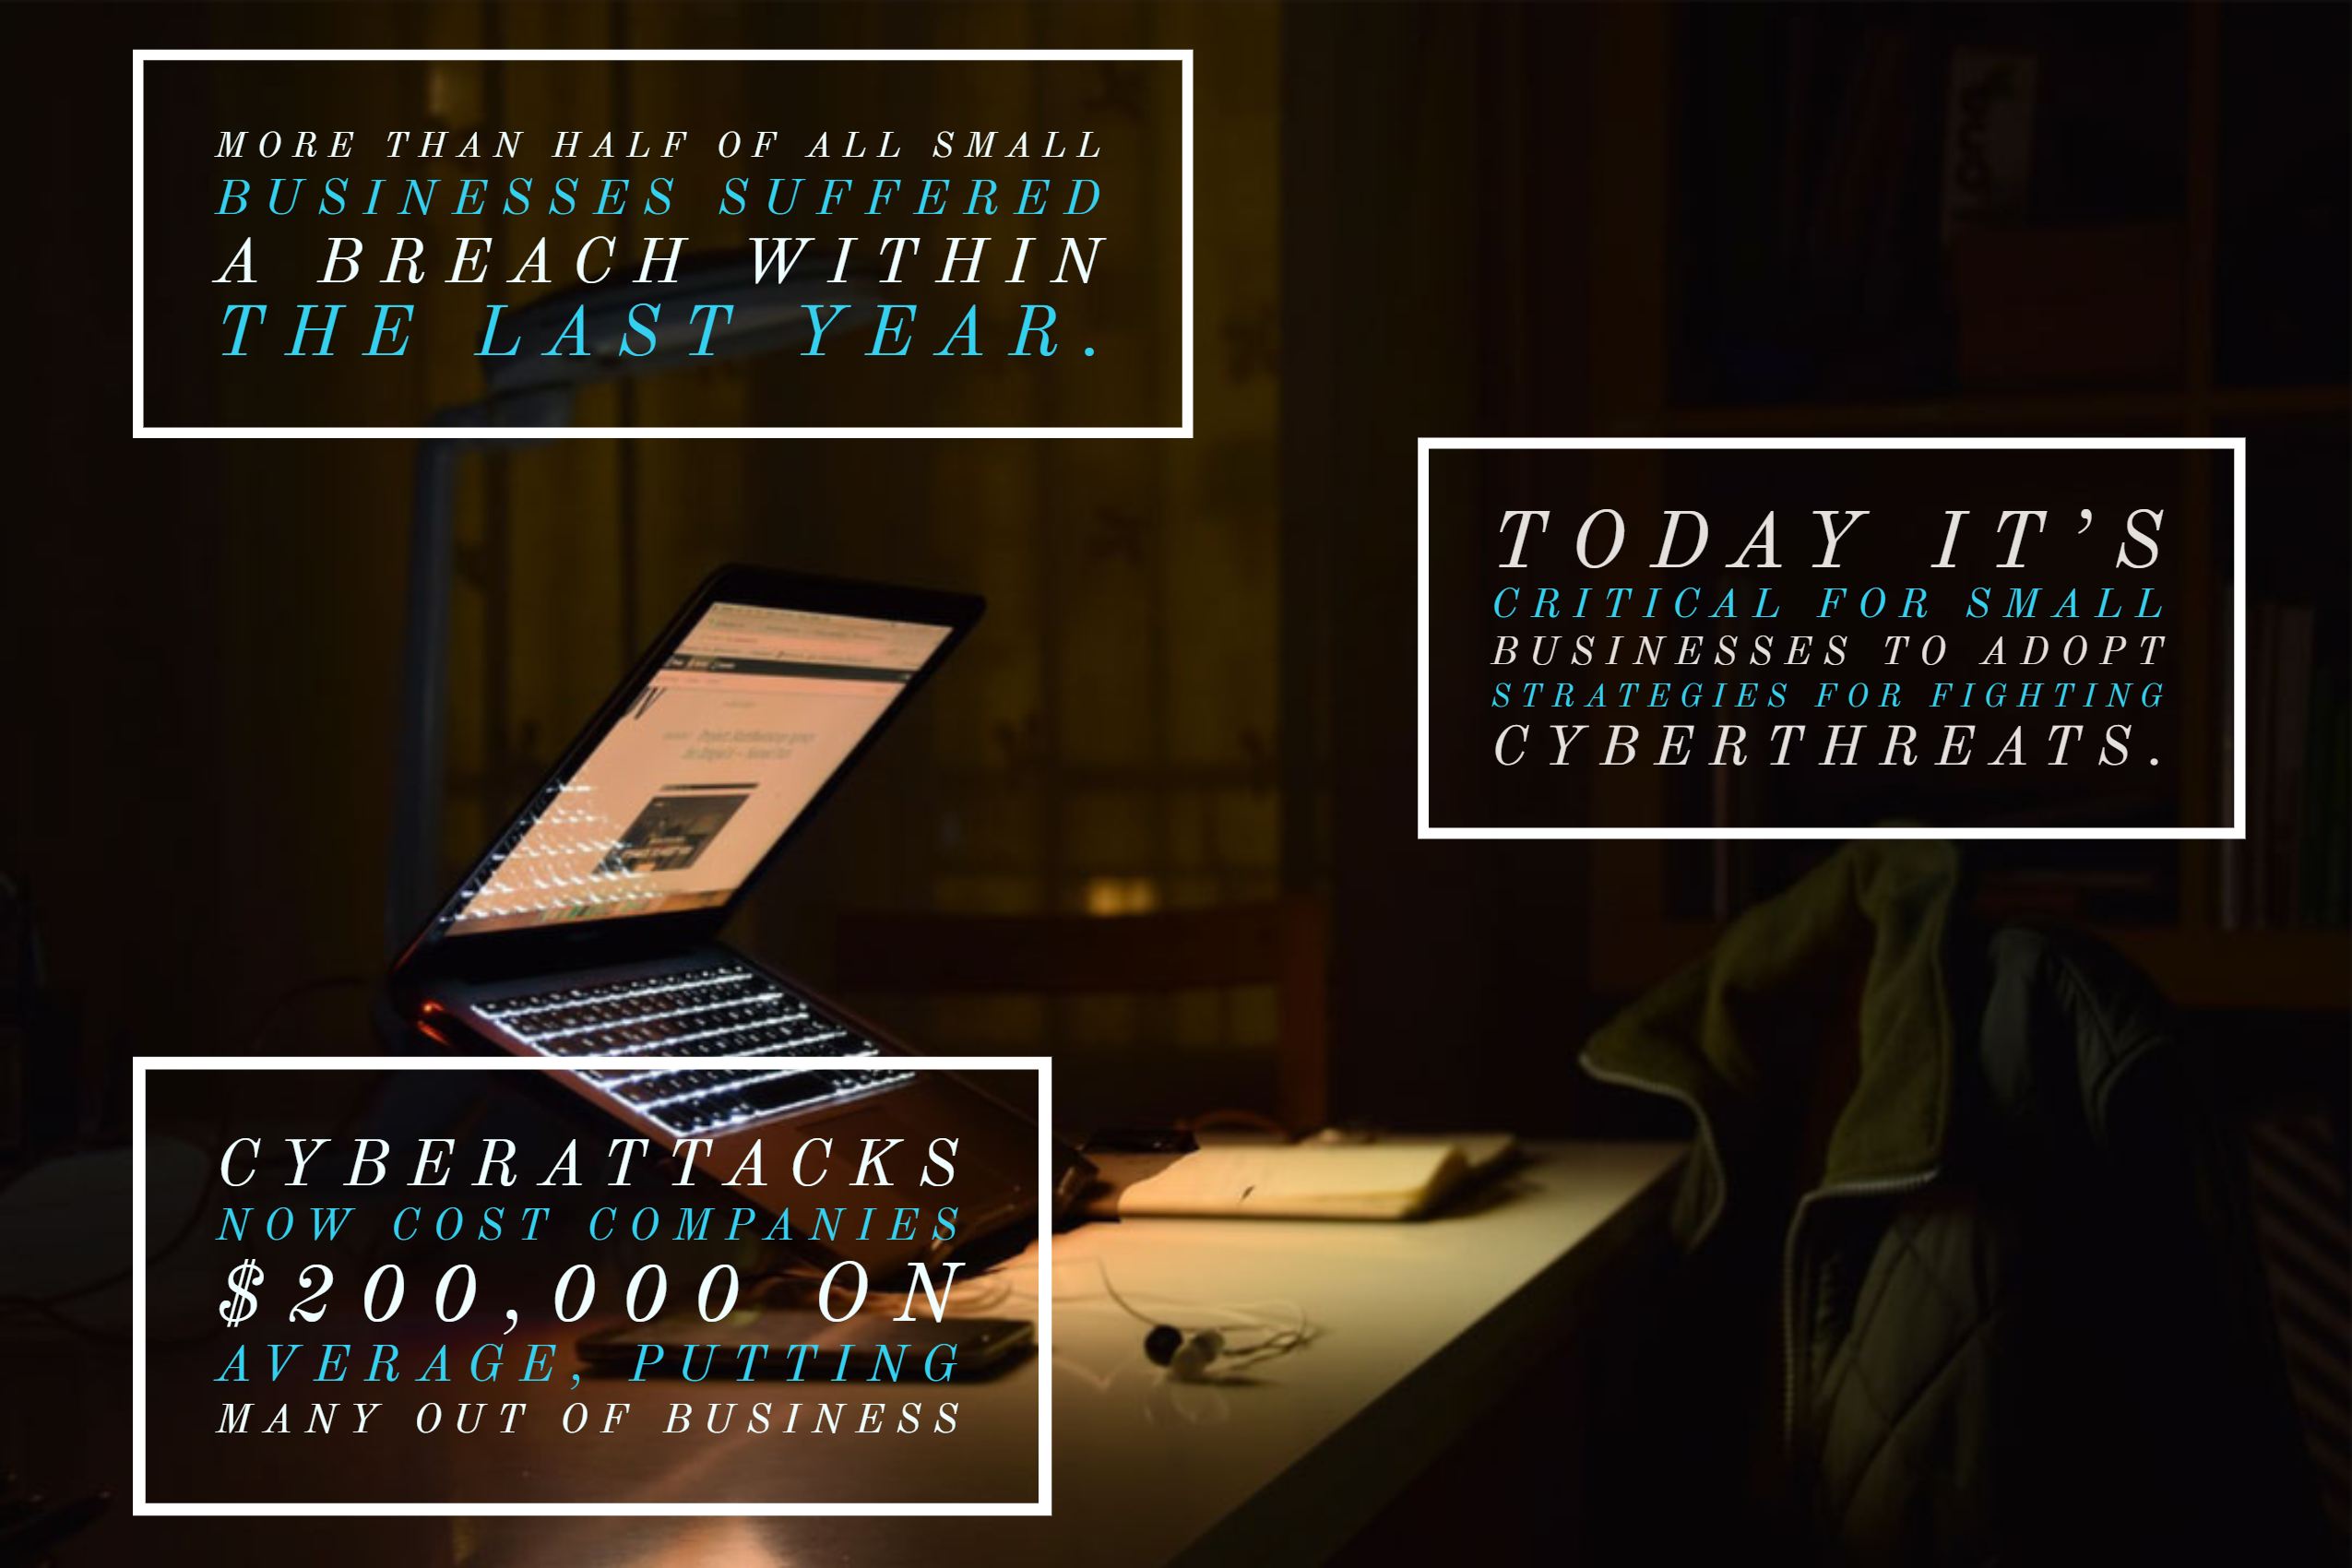 MORE THAN HALF OF ALL SMALL
BUSINESSES SUFFERED
A BREACH WITHIN
THE LAST YEAR.
TODAY IT’S
CRITICAL FOR SMALL
BUSINESSES TO ADOPT
STRATEGIES FOR FIGHTING
CYBERTHREATS.
CYBERATTACKS
NOW COST COMPANIES
$200,000 ON
AVERAGE, PUTTING
MANY OUT OF BUSINESS